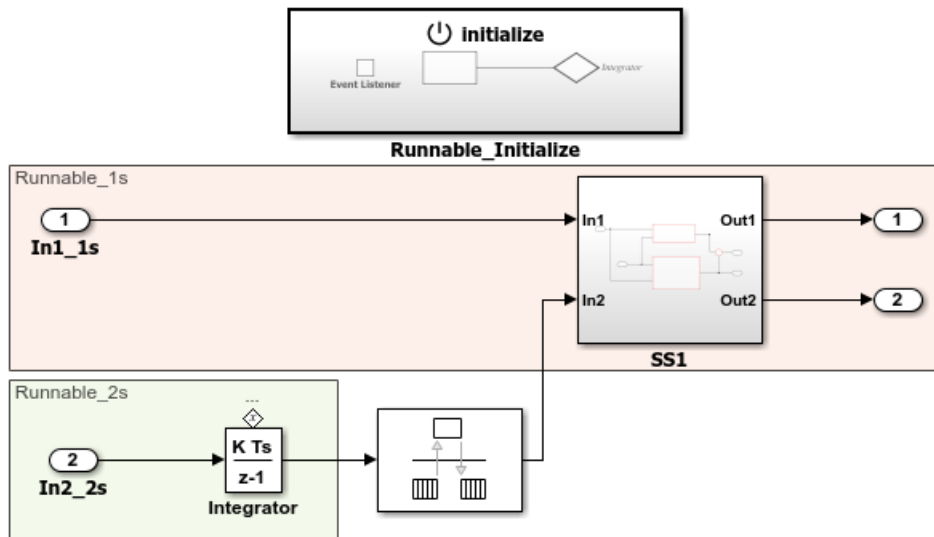 initialize
Event Listener
Integrator
Runnable_Initialize
Runnable_1s
1
In1_1s
In1
In2
Out1
Out2
SS1
1
2
Runnable_2s
...
x
2
In2_2s
K Ts
z-1
Integrator